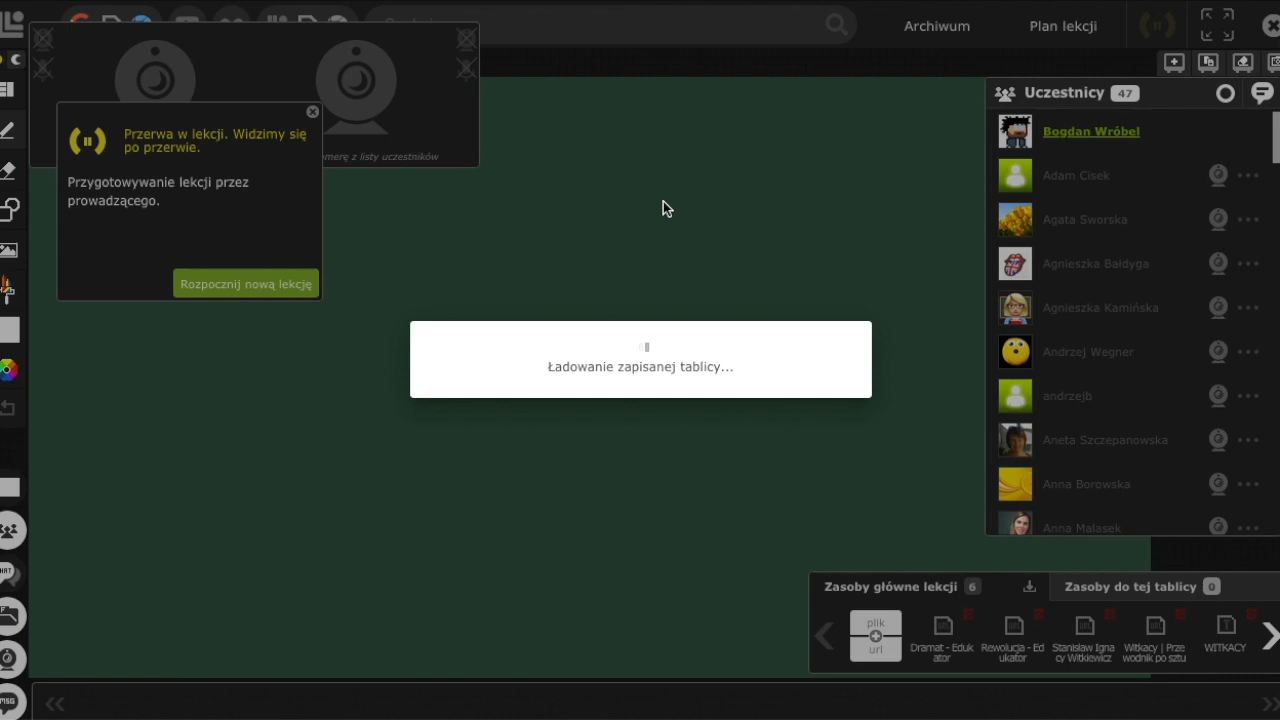 Archiwum
Plan lekcji
Przerwa w lekcji. Widzimy się
po przerwie.
Przygotowywanie lekcji przez
prowadzącego.
Rozpocznij nową lekcję
z listy uczestników
Ładowanie zapisanej tablicy...
Uczestnicy 47
Bogdan Wróbel
Adam Cisek
Agata Sworska
Agnieszka Bałdyga
Agnieszka Kamińska
Andrzej Wegner
andrzejb
Aneta Szczepanowska
Anna Borowska
Anna Malasek
Zasoby główne lekcji 6
Zasoby do tej tablicy 0
plik
url
Dramat - Eduk
ator
Rewolucja - Ed
ukator
Stanisław Igna
cy Witkiewicz
Witkacy | Prze
wodnik po sztu
WITKACY
MSG